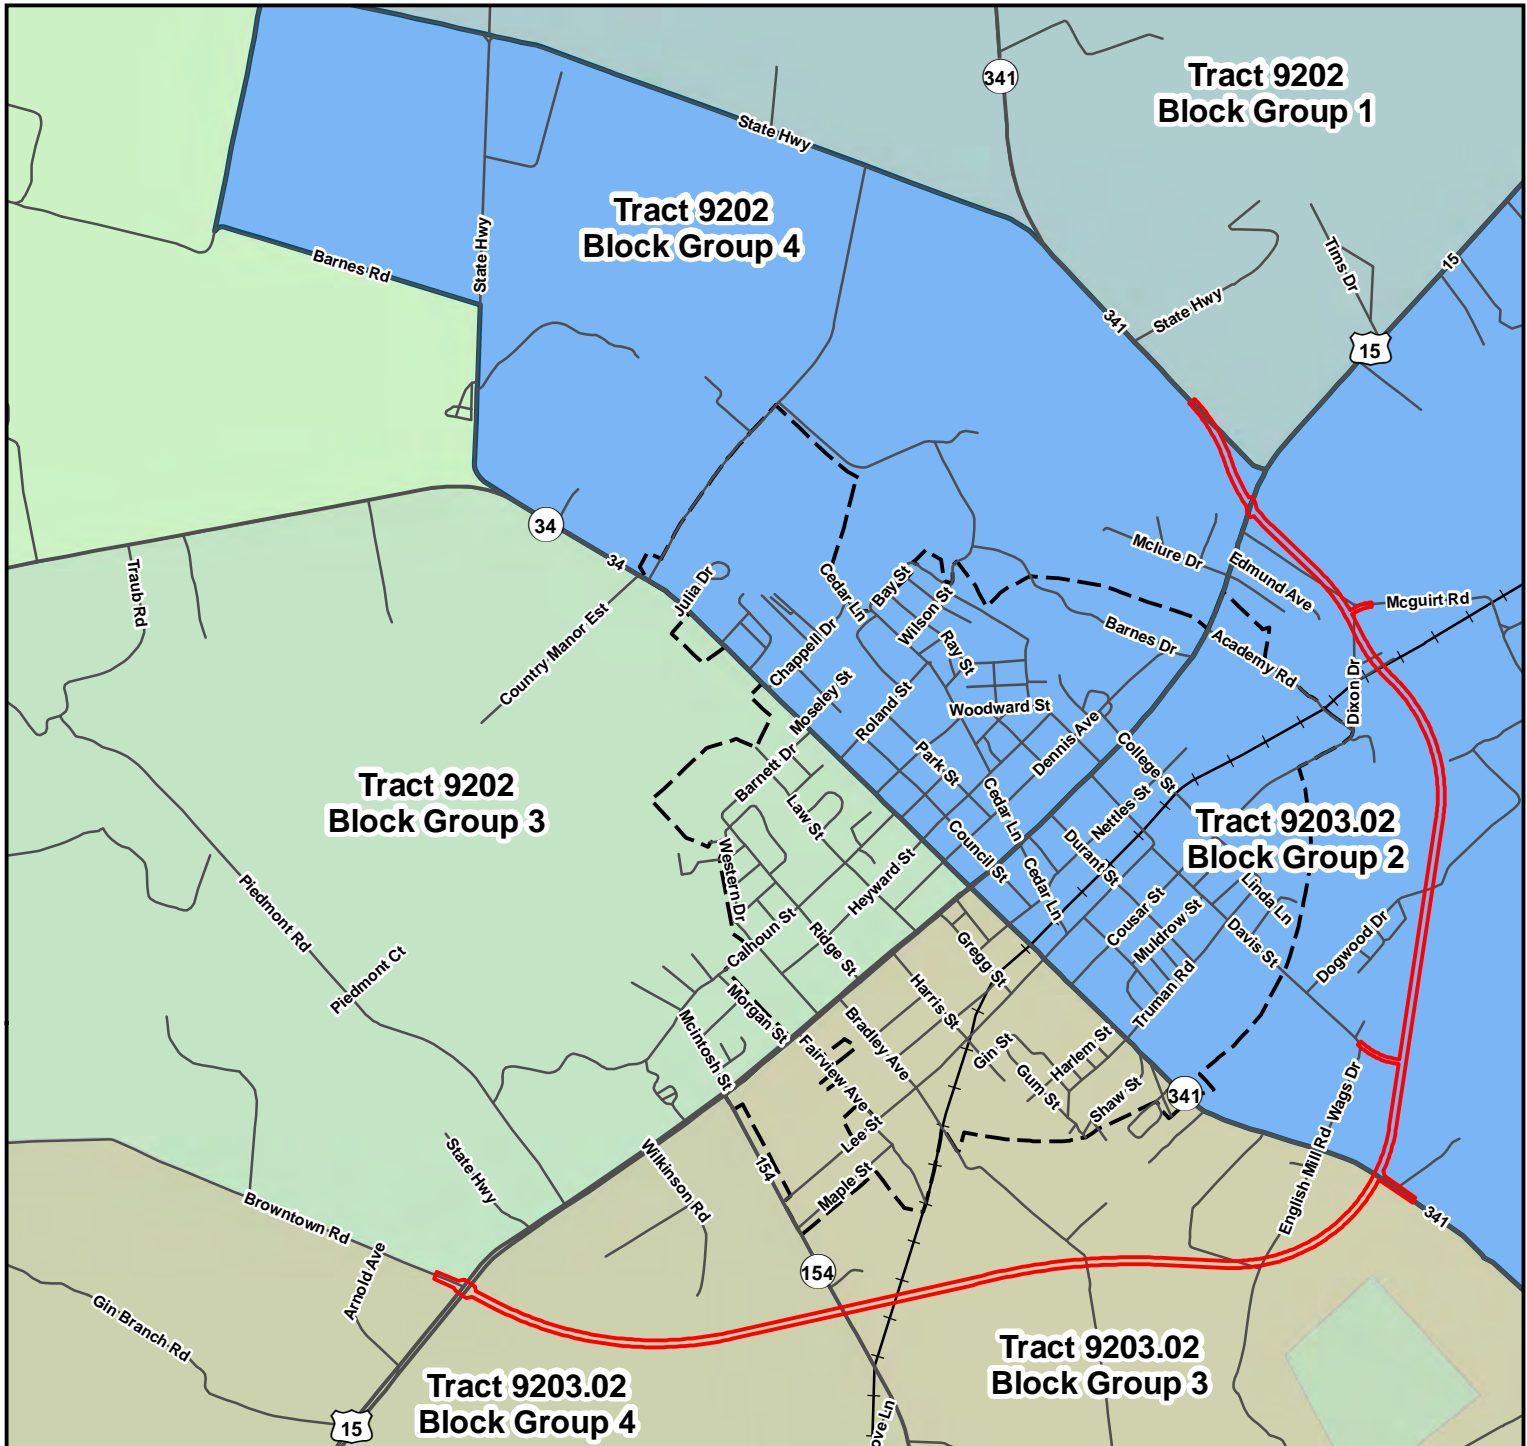 341
Tract 9202
Block Group 1
State Hwy
Tract 9202
Block Group 4
State Hwy
Barnes Rd
Tims Dr
15
State Hwy
341
15
34
34
Mclure Dr
Edmund Ave
Mcguirt Rd
Traub Rd
Julia Dr
Cedar Ln
Bay St
Wilson St
Country Manor Est
Chappell Dr
Ray St
Barnes Dr
Academy Rd
Dixon Dr
Moseley St
Roland St
Woodward St
Dennis Ave
College St
Park St
Barnett Dr
Tract 9202
Block Group 3
Law St
Cedar Ln
Nettles St
Tract 9203.02
Block Group 2
Council St
Durant St
Western Dr
Heyward St
Cedar Ln
Linda Ln
Piedmont Rd
Calhoun St
Ridge St
Cousar St
Muldrow St
Davis St
Dogwood Dr
Gregg St
Piedmont Ct
Harris St
Truman Rd
Morgan St
Mcintosh St
Bradley Ave
Fairview Ave
Gin St
Gum St
Harlem St
Shaw St
341
Wags Dr
Lee St
Maple St
State Hwy
Wilkinson Rd
154
English Mill Rd
341
Browntown Rd
154
Arnold Ave
Gin Branch Rd
Tract 9203.02
Block Group 3
Tract 9203.02
Block Group 4
15